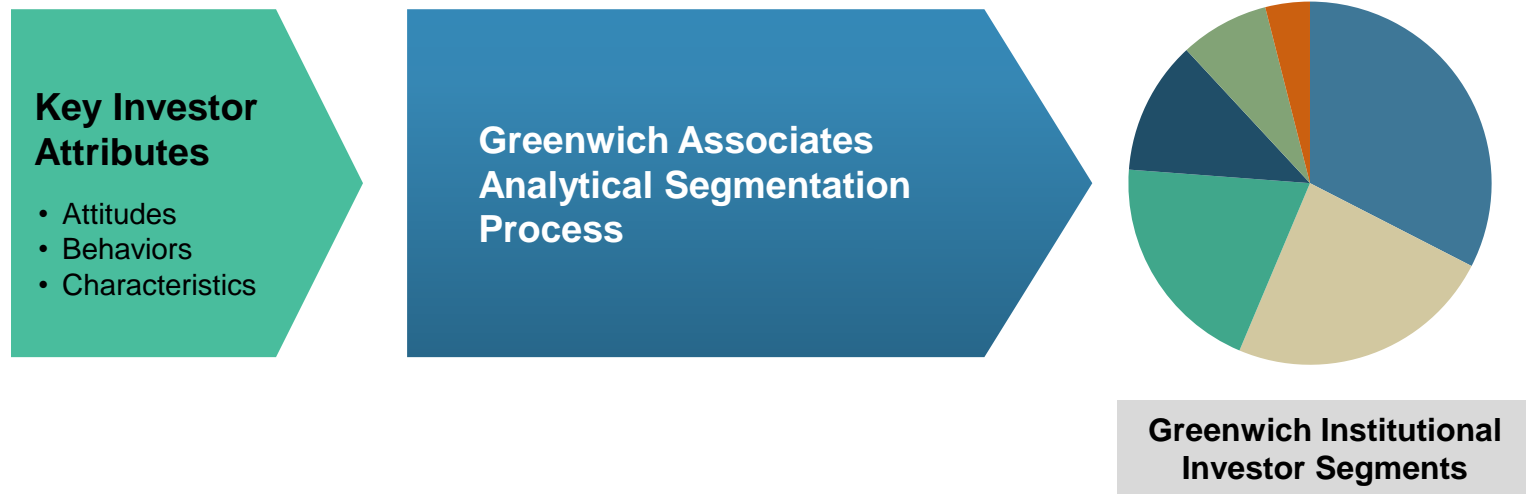 Key Investor
Attributes
• Attitudes
• Behaviors
• Characteristics
Greenwich Associates
Analytical Segmentation
Process
Greenwich Institutional
Investor Segments